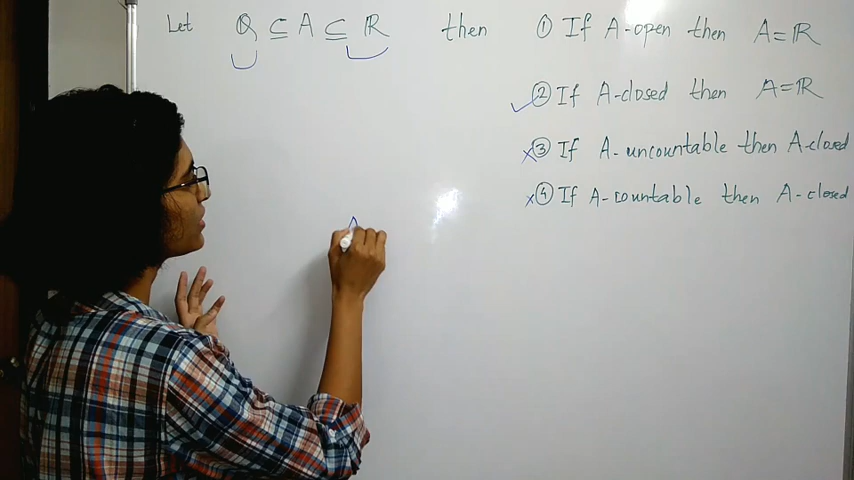 Let ℚ ⊆ A ⊆ ℝ then ① If A-open then A=ℝ
② If A-closed then A=ℝ
③ If A-uncountable then A-closed
④ If A-countable then A-closed
A